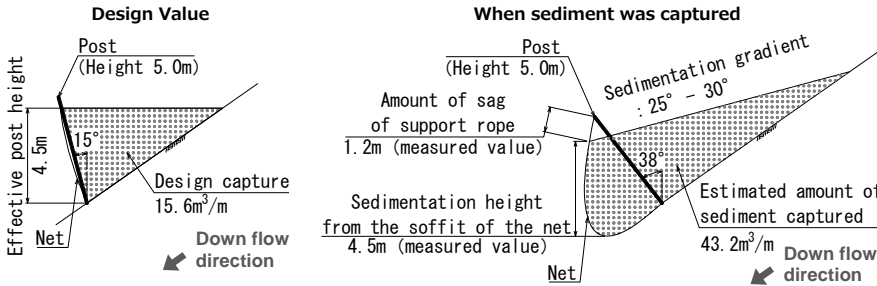 Design Value
Post
(Height 5.0m)
Effective post height
4.5m
15°
Design capture
15.6m³/m
Net
Down flow
direction
When sediment was captured
Post
(Height 5.0m)
Sedimentation gradient
: 25° - 30°
Amount of sag
of support rope
1.2m (measured value)
38°
Sedimentation height
from the soffit of the net
4.5m (measured value)
Estimated amount of
sediment captured
43.2m³/m
Net
Down flow
direction